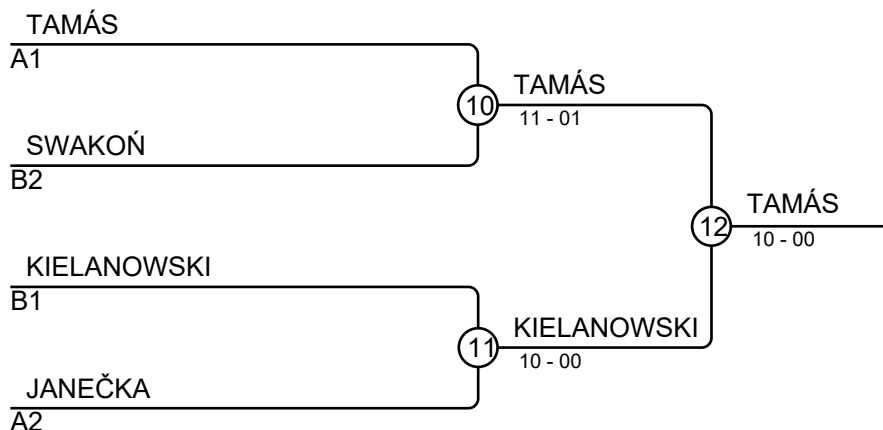 TAMÁS
A1
10
TAMÁS
11 - 01
SWAKOŃ
B2
12
TAMÁS
10 - 00
KIELANOWSKI
B1
11
KIELANOWSKI
10 - 00
JANEČKA
A2